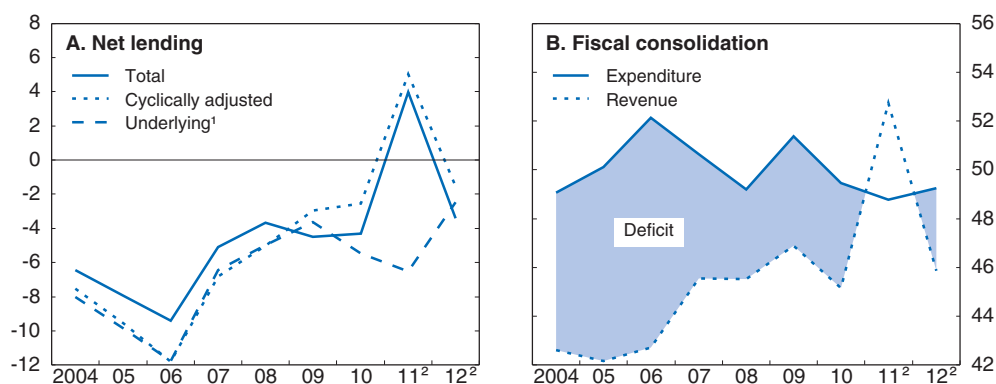 A. Net lending
Total
Cyclically adjusted
Underlying¹
8
6
4
2
0
-2
-4
-6
-8
-10
-12
2004 05 06 07 08 09 10 11² 12²
B. Fiscal consolidation
Expenditure
Revenue
Deficit
56
54
52
50
48
46
44
42
2004 05 06 07 08 09 10 11² 12²